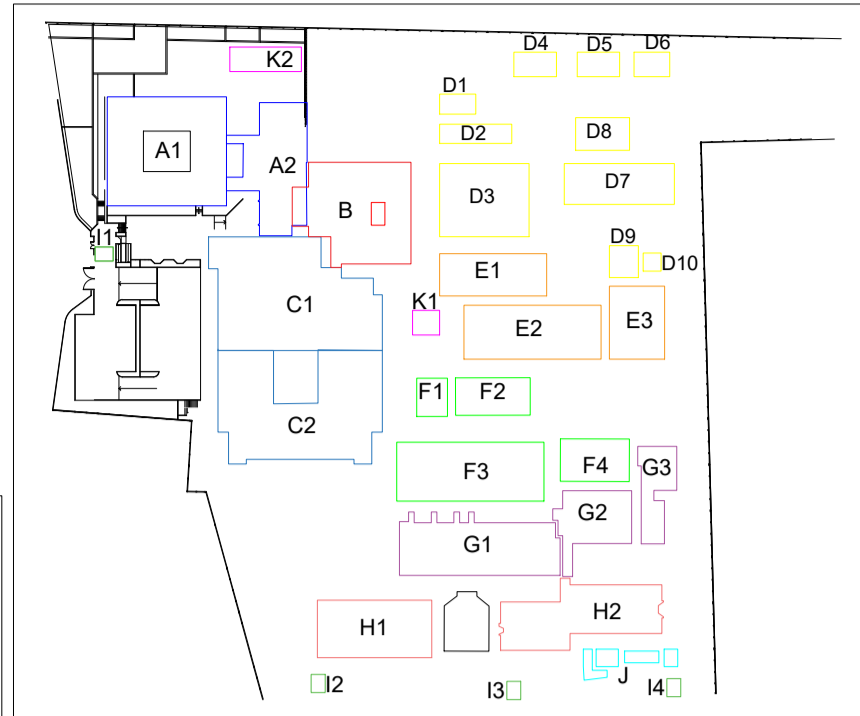 D4 D5 D6
K2
D1
D2 D8
A1
A2
D3 D7
B
I1
D9
D10
E1
C1 K1
E2 E3
F1 F2
C2
F3 F4 G3
G2
G1
H1 H2
J
I2 I3 I4